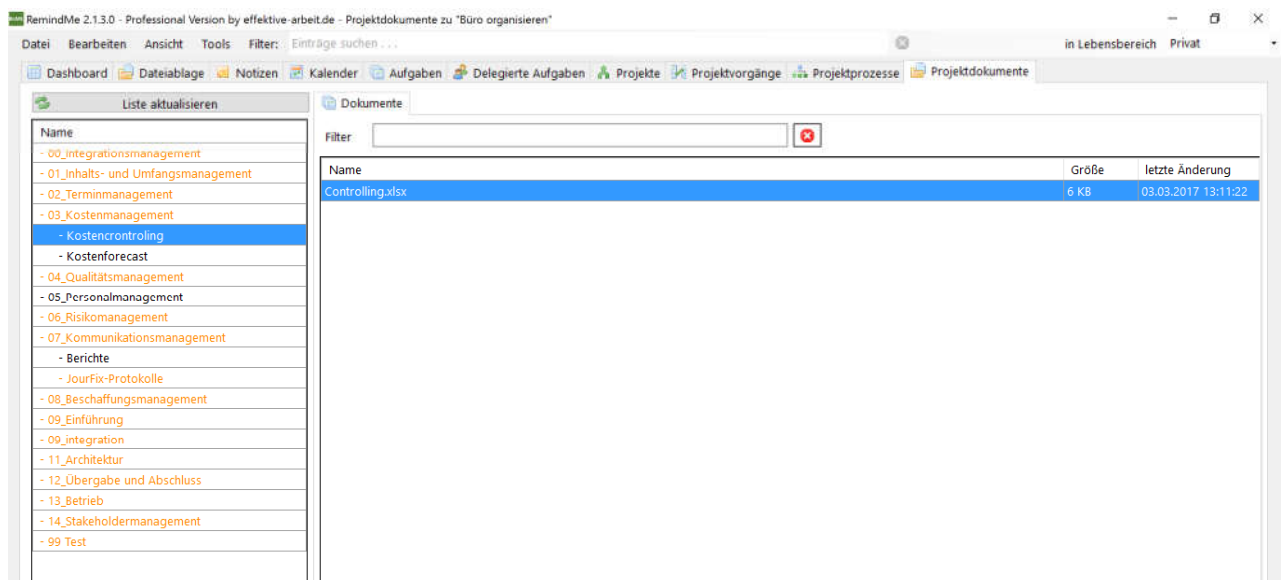 RemindMe 2.1.3.0 - Professional Version by effektive-arbeit.de - Projektdokumente zu "Büro organisieren"
Datei Bearbeiten Ansicht Tools Filter: Einträge suchen . . . in Lebensbereich Privat
Dashboard Dateiablage Notizen Kalender Aufgaben Delegierte Aufgaben Projekte Projektvorgänge Projektprozesse Projektdokumente
Liste aktualisieren Dokumente
Name
Filter
- 00_Integrationsmanagement
Name Größe letzte Änderung
- 01_Inhalts- und Umfangsmanagement
Controlling.xlsx 6 KB 03.03.2017 13:11:22
- 02_Terminmanagement
- 03_Kostenmanagement
- Kostencrontroling
- Kostenforecast
- 04_Qualitätsmanagement
- 05_Personalmanagement
- 06_Risikomanagement
- 07_Kommunikationsmanagement
- Berichte
- JourFix-Protokolle
- 08_Beschaffungsmanagement
- 09_Einführung
- 09_integration
- 11_Architektur
- 12_Übergabe und Abschluss
- 13_Betrieb
- 14_Stakeholdermanagement
- 99 Test